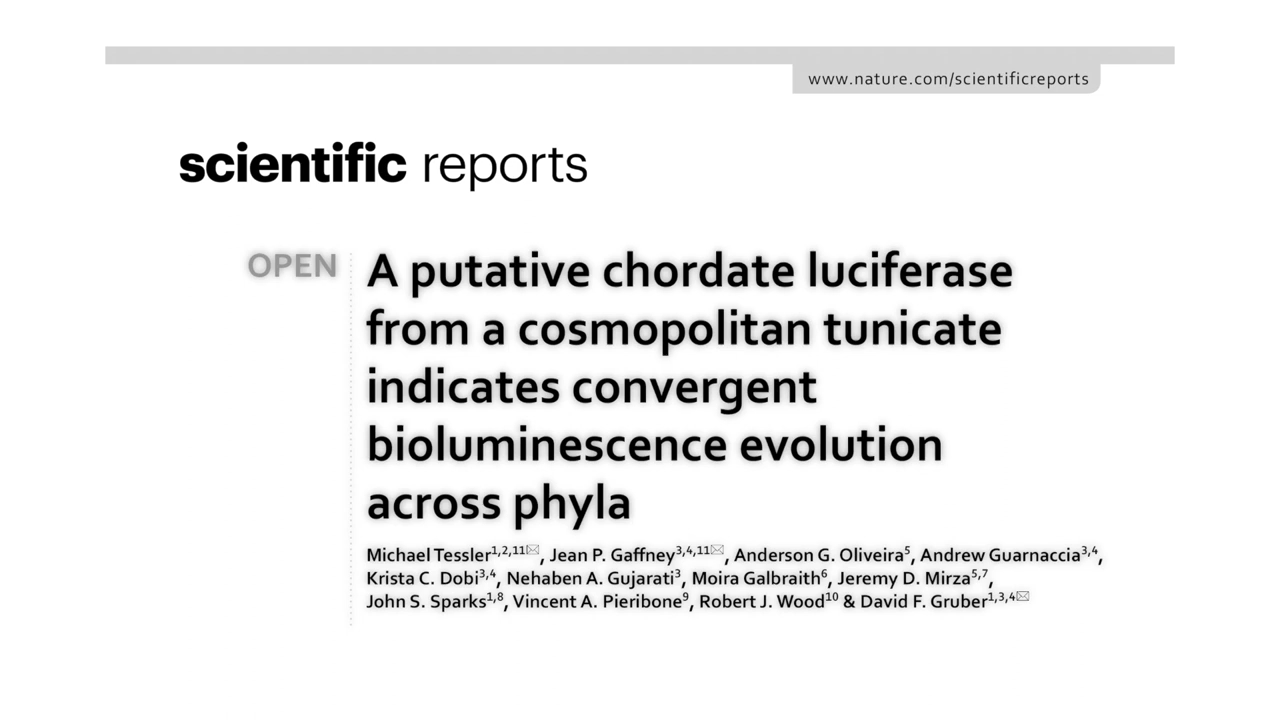 www.nature.com/scientificreports
scientific reports
OPEN
A putative chordate luciferase
from a cosmopolitan tunicate
indicates convergent
bioluminescence evolution
across phyla
Michael Tessler1,2,11✉, Jean P. Gaffney3,4,11✉, Anderson G. Oliveira5, Andrew Guarnaccia3,4,
Krista C. Dobi3,4, Nehaben A. Gujarati3, Moira Galbraith6, Jeremy D. Mirza5,7,
John S. Sparks1,8, Vincent A. Pieribone9, Robert J. Wood10 & David F. Gruber1,3,4✉